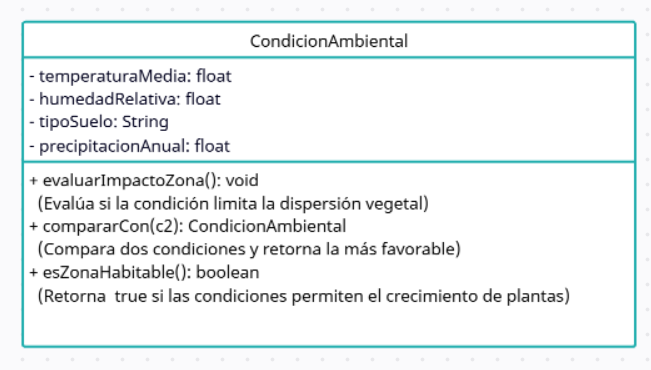 CondicionAmbiental
- temperaturaMedia: float
- humedadRelativa: float
- tipoSuelo: String
- precipitacionAnual: float
+ evaluarImpactoZona(): void
(Evalúa si la condición limita la dispersión vegetal)
+ compararCon(c2): CondicionAmbiental
(Compara dos condiciones y retorna la más favorable)
+ esZonaHabitable(): boolean
(Retorna  true si las condiciones permiten el crecimiento de plantas)